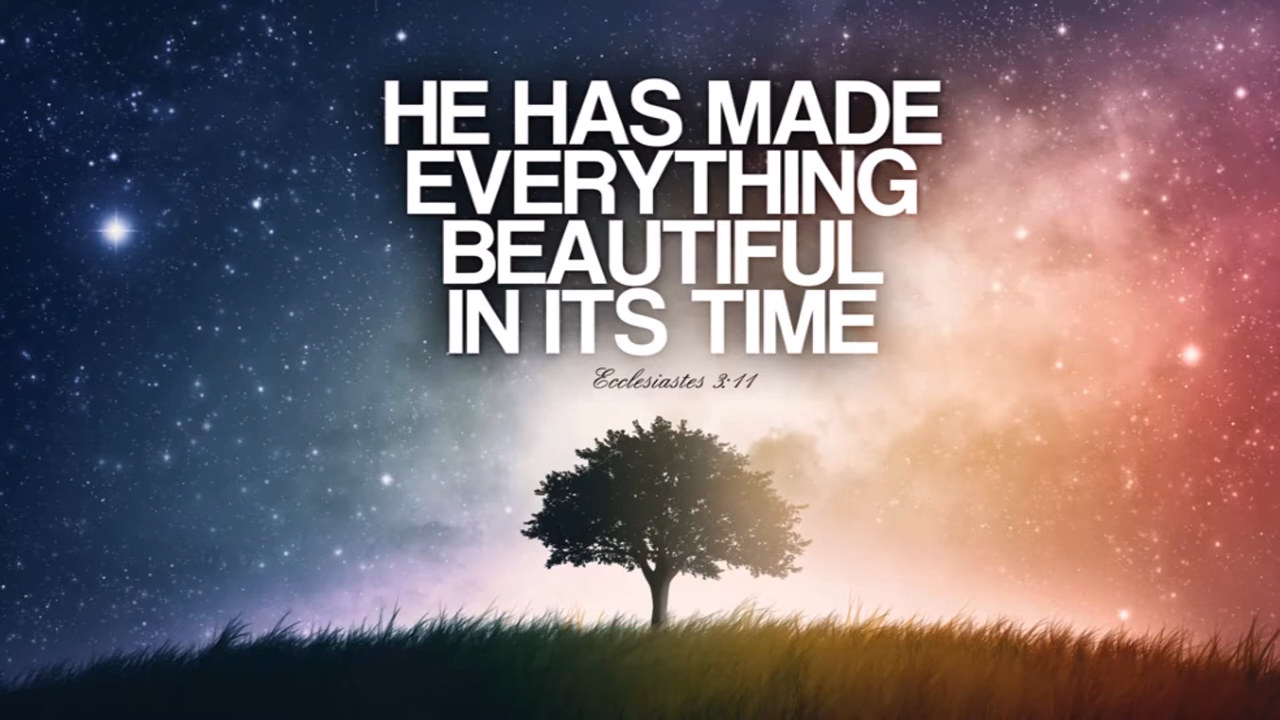 HE HAS MADE
EVERYTHING
BEAUTIFUL
IN ITS TIME
Ecclesiastes 3:11